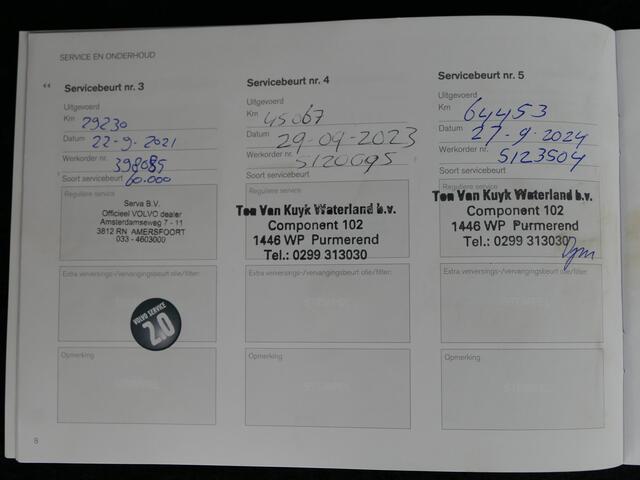 SERVICE EN ONDERHOUD
Servicebeurt nr. 3
Uitgevoerd
Km 29230
Datum 22-9-2021
Werkorder nr.
Soort servicebeurt 60.000
Reguliere service
Serva B.V.
Officieel VOLVO dealer
Amsterdamseweg 7 - 11
3812 RN AMERSFOORT
033 - 4603000
Extra verversings-/vervangingsbeurt olie/filter:
VOLVO SERVICE
2.0
Opmerking
Servicebeurt nr. 4
Uitgevoerd
Km 45067
Datum 29-09-2023
Werkorder nr. 5120095
Soort servicebeurt
Reguliere service
Ton Van Kuyk Waterland b.v.
Component 102
1446 WP Purmerend
Tel.: 0299 313030
Extra verversings-/vervangingsbeurt olie/filter:
Opmerking
Servicebeurt nr. 5
Uitgevoerd
Km 64453
Datum 27-9-2024
Werkorder nr. 5123504
Soort servicebeurt
Reguliere service
Ton Van Kuyk Waterland b.v.
Component 102
1446 WP Purmerend
Tel.: 0299 313030
Extra verversings-/vervangingsbeurt olie/filter:
Opmerking
8